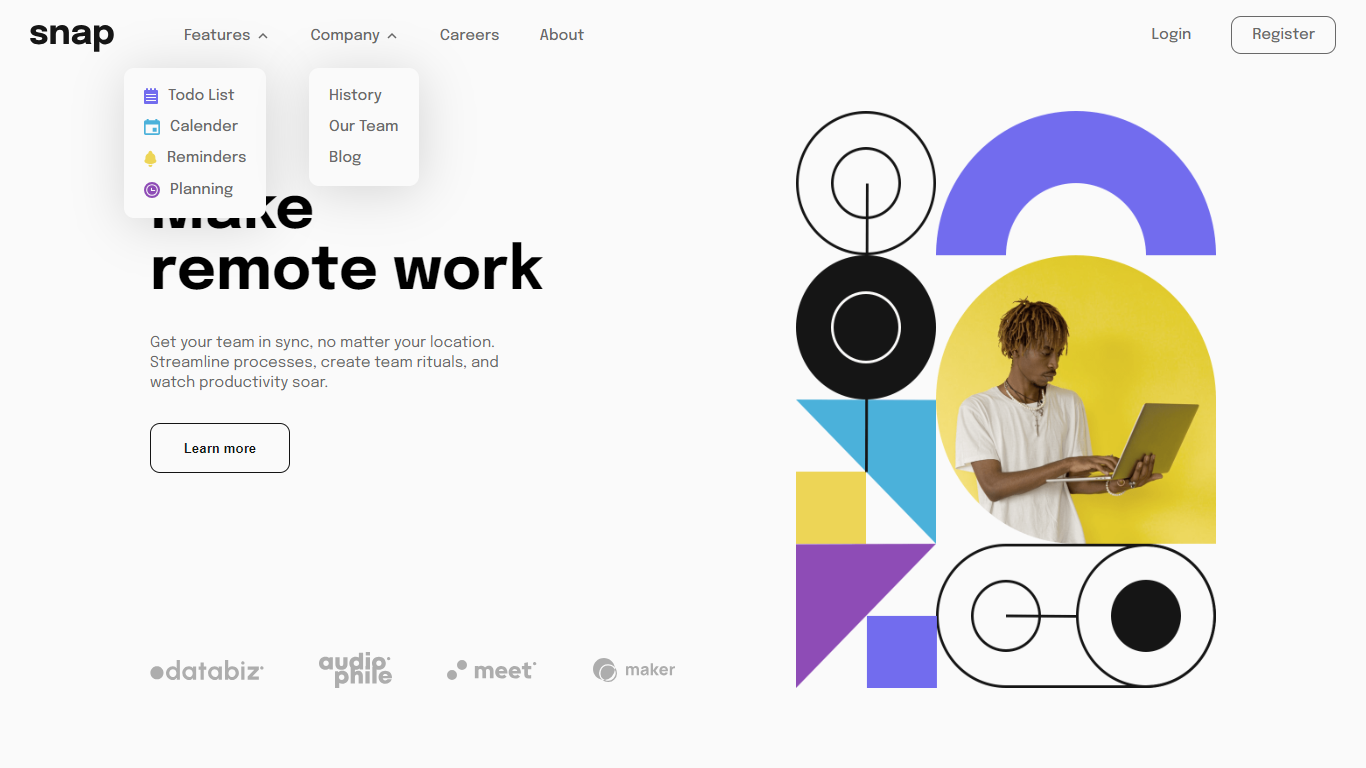 snap Features Company Careers About Login Register
Todo List
Calender
Reminders
Planning
History
Our Team
Blog
Make
remote work
Get your team in sync, no matter your location.
Streamline processes, create team rituals, and
watch productivity soar.
Learn more
databiz
audiophile
meet
maker